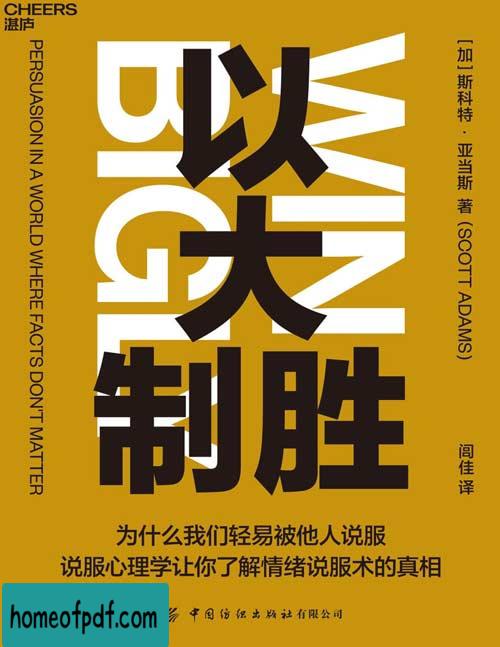 CHEERS
湛庐
PERSUASION IN A WORLD WHERE FACTS DON'T MATTER
WIN
BIGLY
以
大
制胜
[加] 斯科特·亚当斯 著 (SCOTT ADAMS)
闾佳 译
为什么我们轻易被他人说服
说服心理学让你了解情绪说服术的真相
中国纺织出版社有限公司
homeofpdf.com